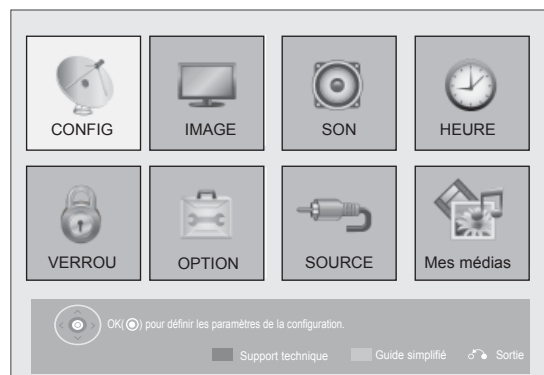 CONFIG IMAGE SON HEURE
VERROU OPTION SOURCE Mes médias
OK( ) pour définir les paramètres de la configuration.
Support technique Guide simplifié Sortie